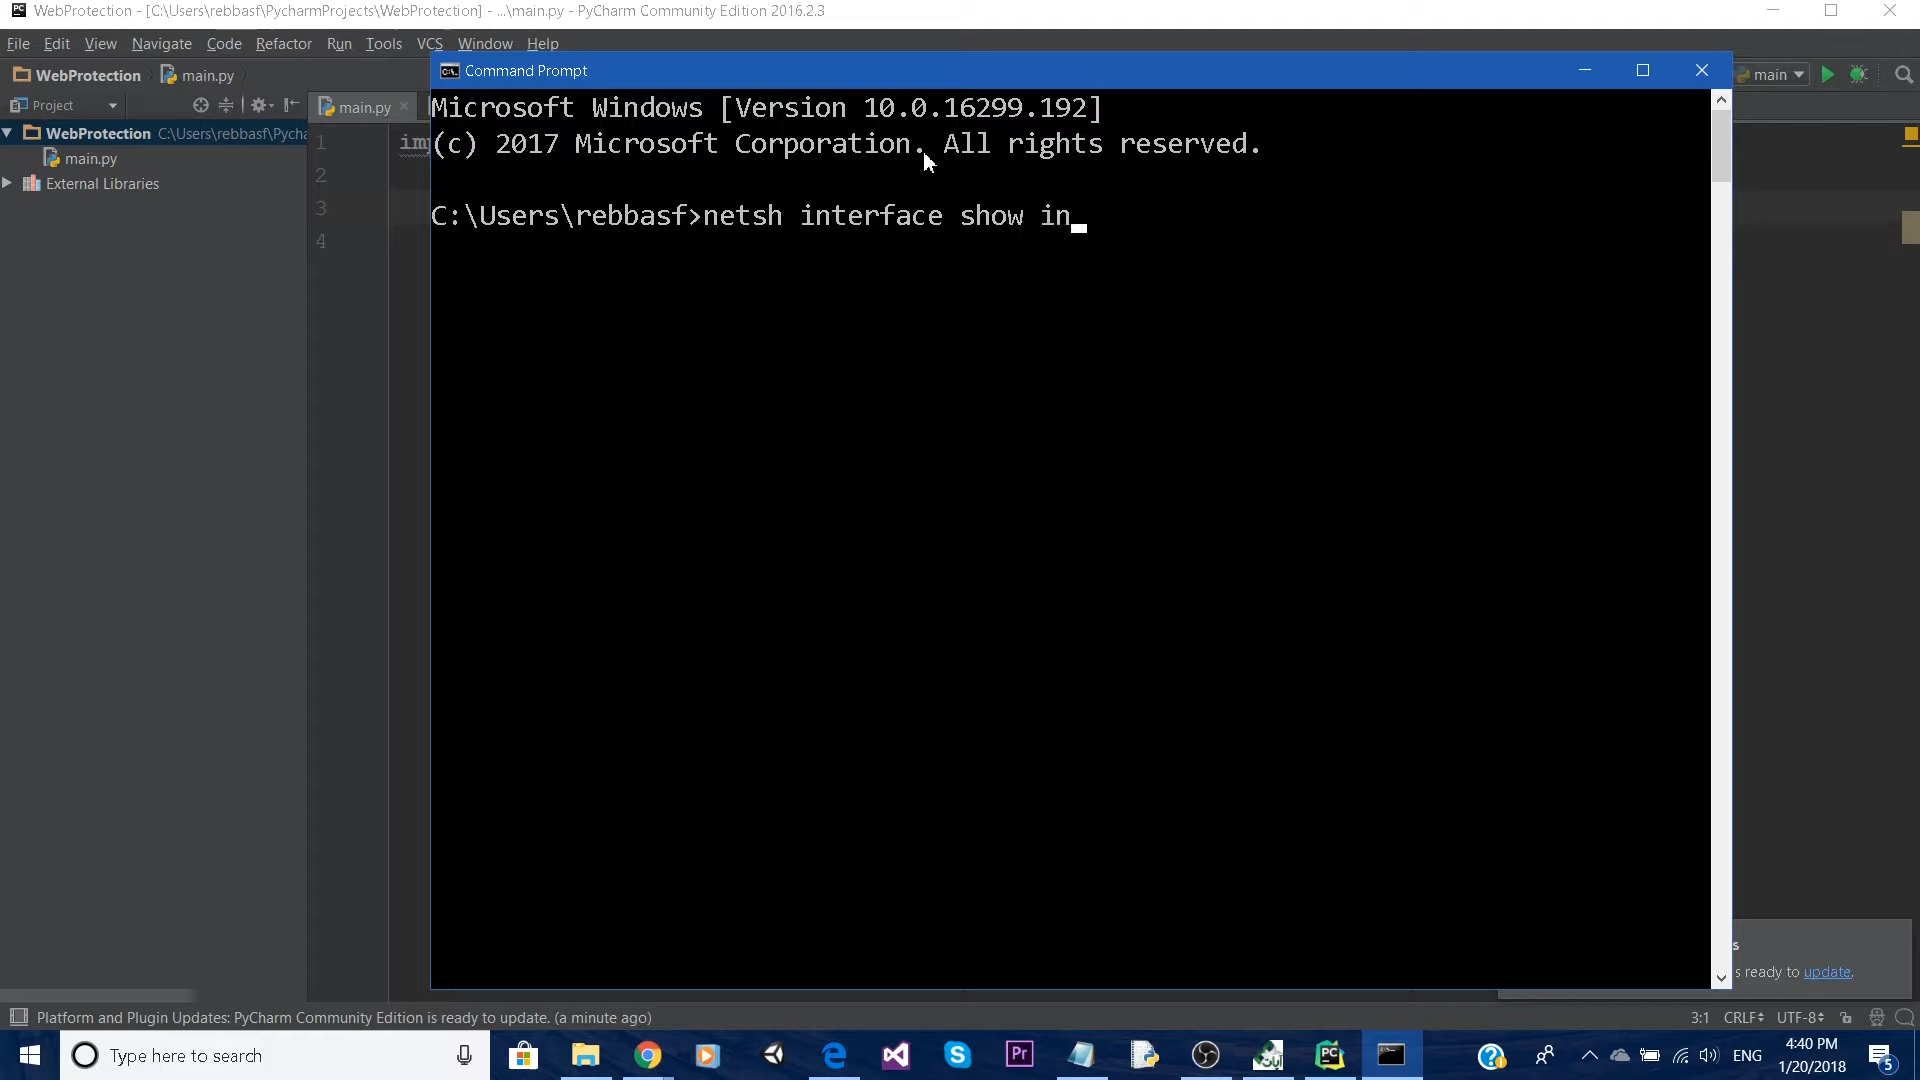 WebProtection - [C:\Users\rebbasf\PycharmProjects\WebProtection] - ...\main.py - PyCharm Community Edition 2016.2.3
File Edit View Navigate Code Refactor Run Tools VCS Window Help
WebProtection main.py
Command Prompt
main
Project
main.py
Microsoft Windows [Version 10.0.16299.192]
WebProtection C:\Users\rebbasf\Pycha
1
(c) 2017 Microsoft Corporation. All rights reserved.
main.py
2
External Libraries
3
C:\Users\rebbasf>netsh interface show in
4
s ready to update.
Platform and Plugin Updates: PyCharm Community Edition is ready to update. (a minute ago)
3:1 CRLF UTF-8
Type here to search
ENG
4:40 PM
1/20/2018
5